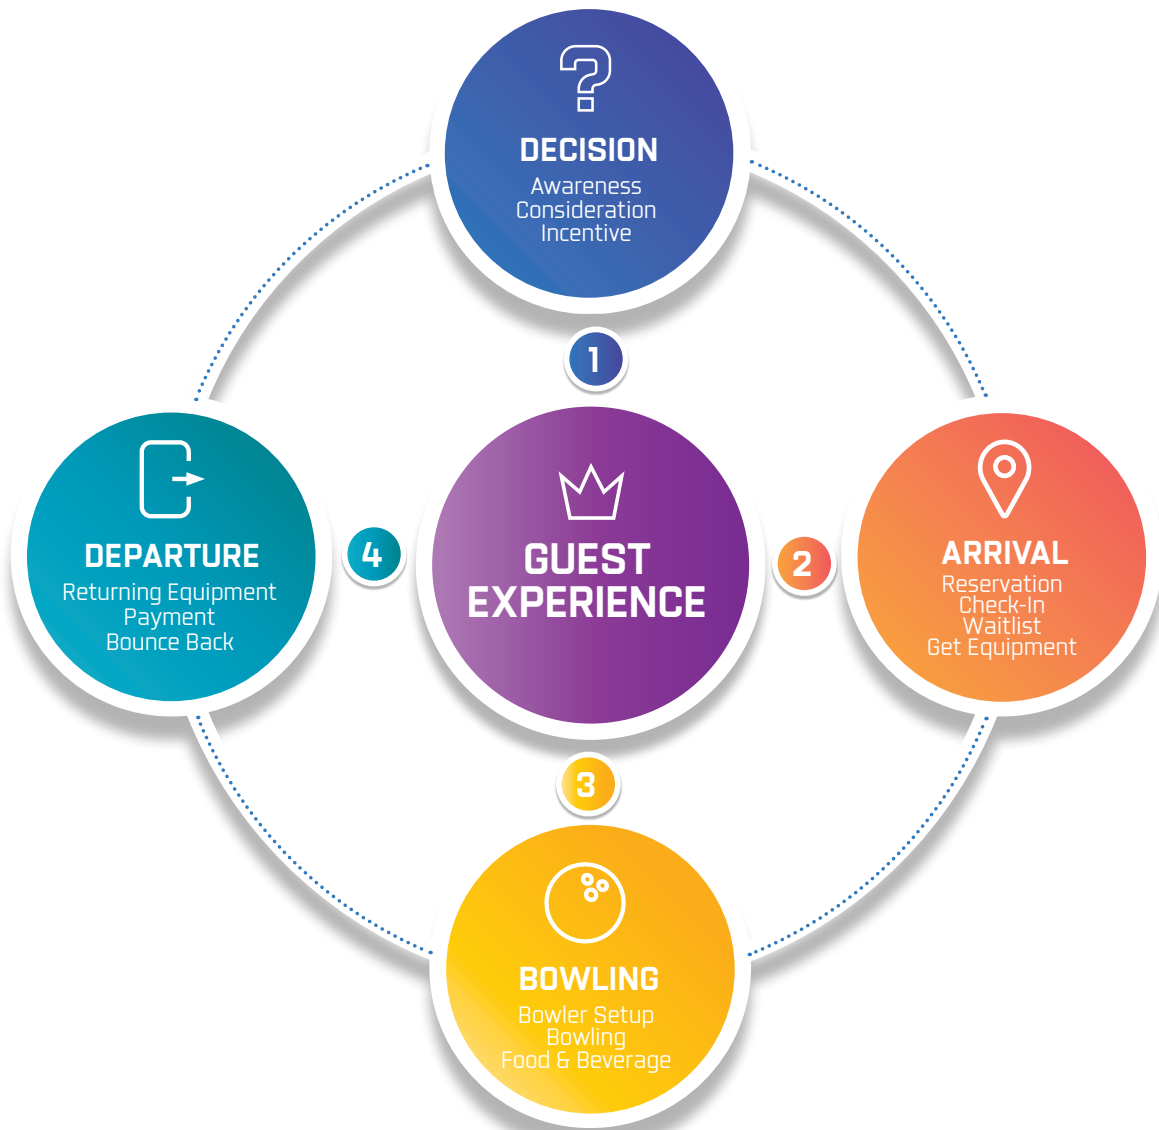 DECISION
Awareness
Consideration
Incentive
1
GUEST
EXPERIENCE
2
ARRIVAL
Reservation
Check-In
Waitlist
Get Equipment
3
BOWLING
Bowler Setup
Bowling
Food & Beverage
4
DEPARTURE
Returning Equipment
Payment
Bounce Back